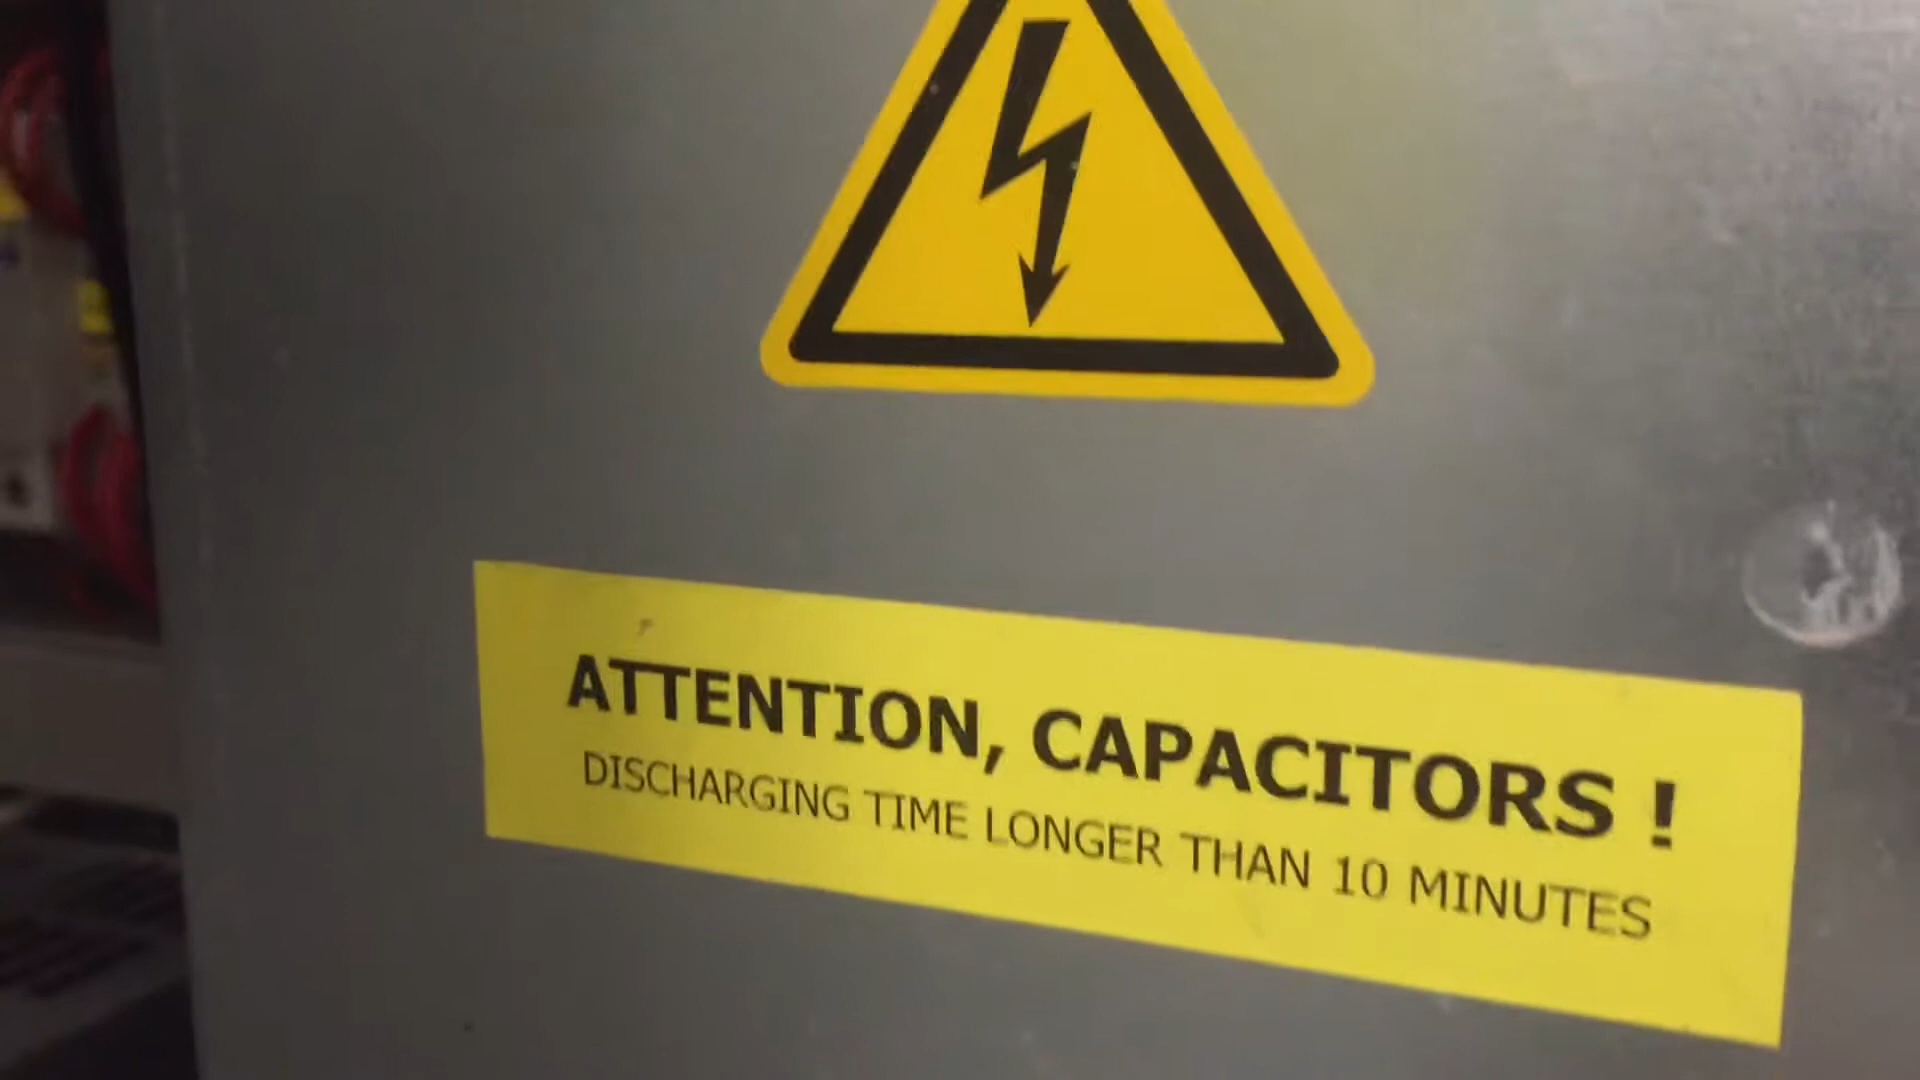 ATTENTION, CAPACITORS !
DISCHARGING TIME LONGER THAN 10 MINUTES